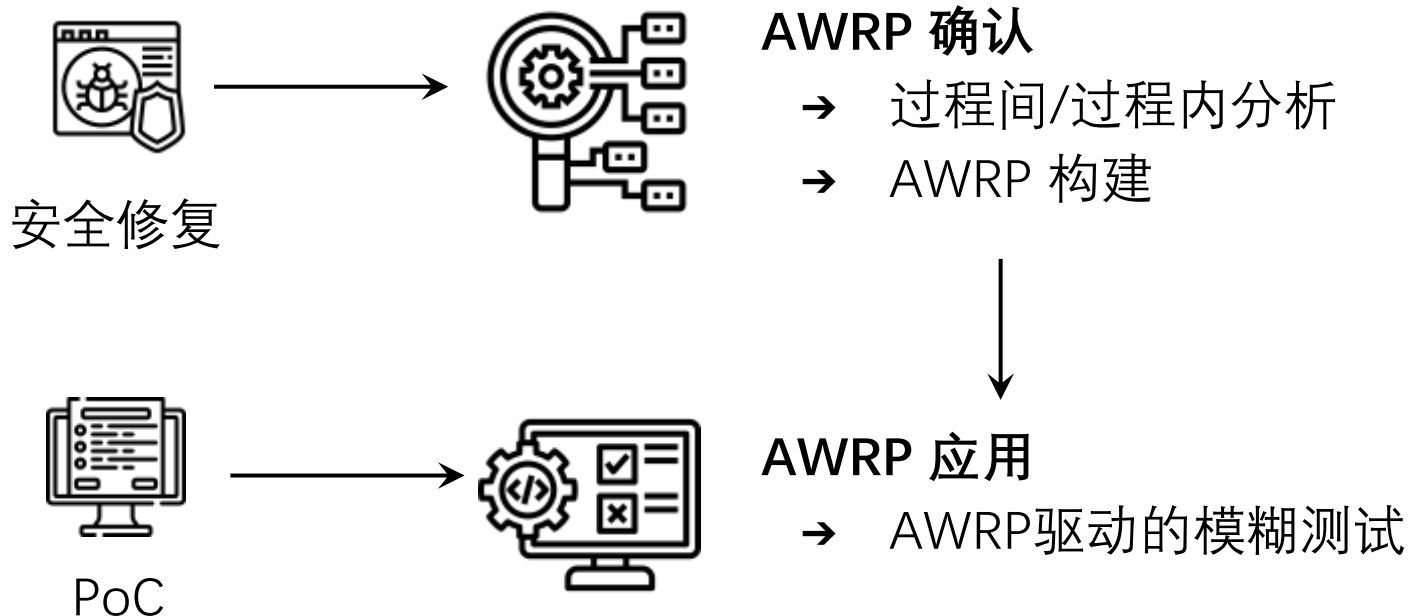 AWRP 确认
➔ 过程间/过程内分析
➔ AWRP 构建
安全修复
AWRP 应用
➔ AWRP驱动的模糊测试
PoC